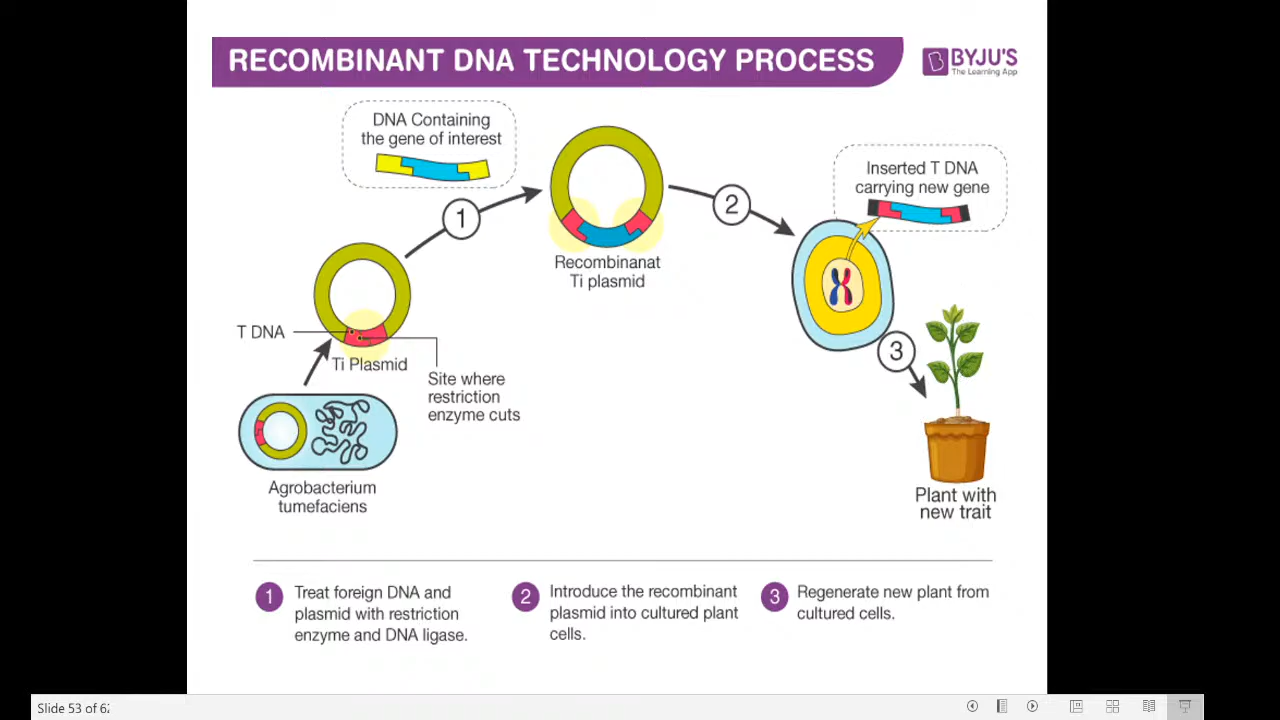 RECOMBINANT DNA TECHNOLOGY PROCESS
BYJU'S
The Learning App
DNA Containing
the gene of interest
1
2
Inserted T DNA
carrying new gene
Recombinanat
Ti plasmid
T DNA
Ti Plasmid
Site where
restriction
enzyme cuts
3
Agrobacterium
tumefaciens
Plant with
new trait
1
Treat foreign DNA and
plasmid with restriction
enzyme and DNA ligase.
2
Introduce the recombinant
plasmid into cultured plant
cells.
3
Regenerate new plant from
cultured cells.
Slide 53 of 62